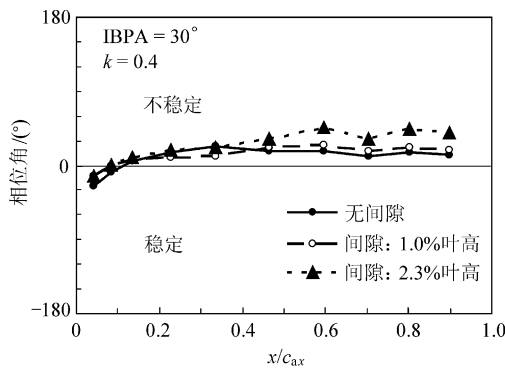 180
IBPA = 30°
k = 0.4
不稳定
相位角/(°)
0
稳定
无间隙
间隙：1.0%叶高
间隙：2.3%叶高
−180
0 0.2 0.4 0.6 0.8 1.0
x/cax